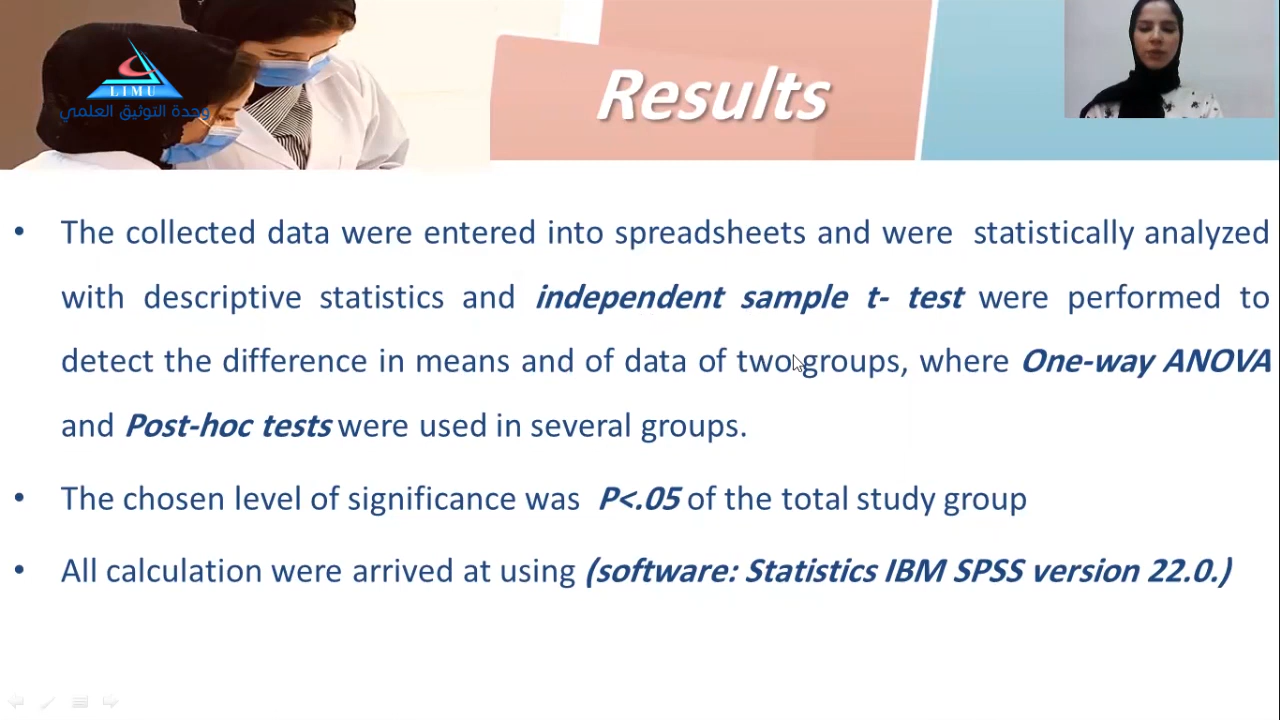 LIMU
وحدة التوثيق العلمي
Results
• The collected data were entered into spreadsheets and were statistically analyzed
with descriptive statistics and independent sample t- test were performed to
detect the difference in means and of data of two groups, where One-way ANOVA
and Post-hoc tests were used in several groups.
• The chosen level of significance was P<.05 of the total study group
• All calculation were arrived at using (software: Statistics IBM SPSS version 22.0.)